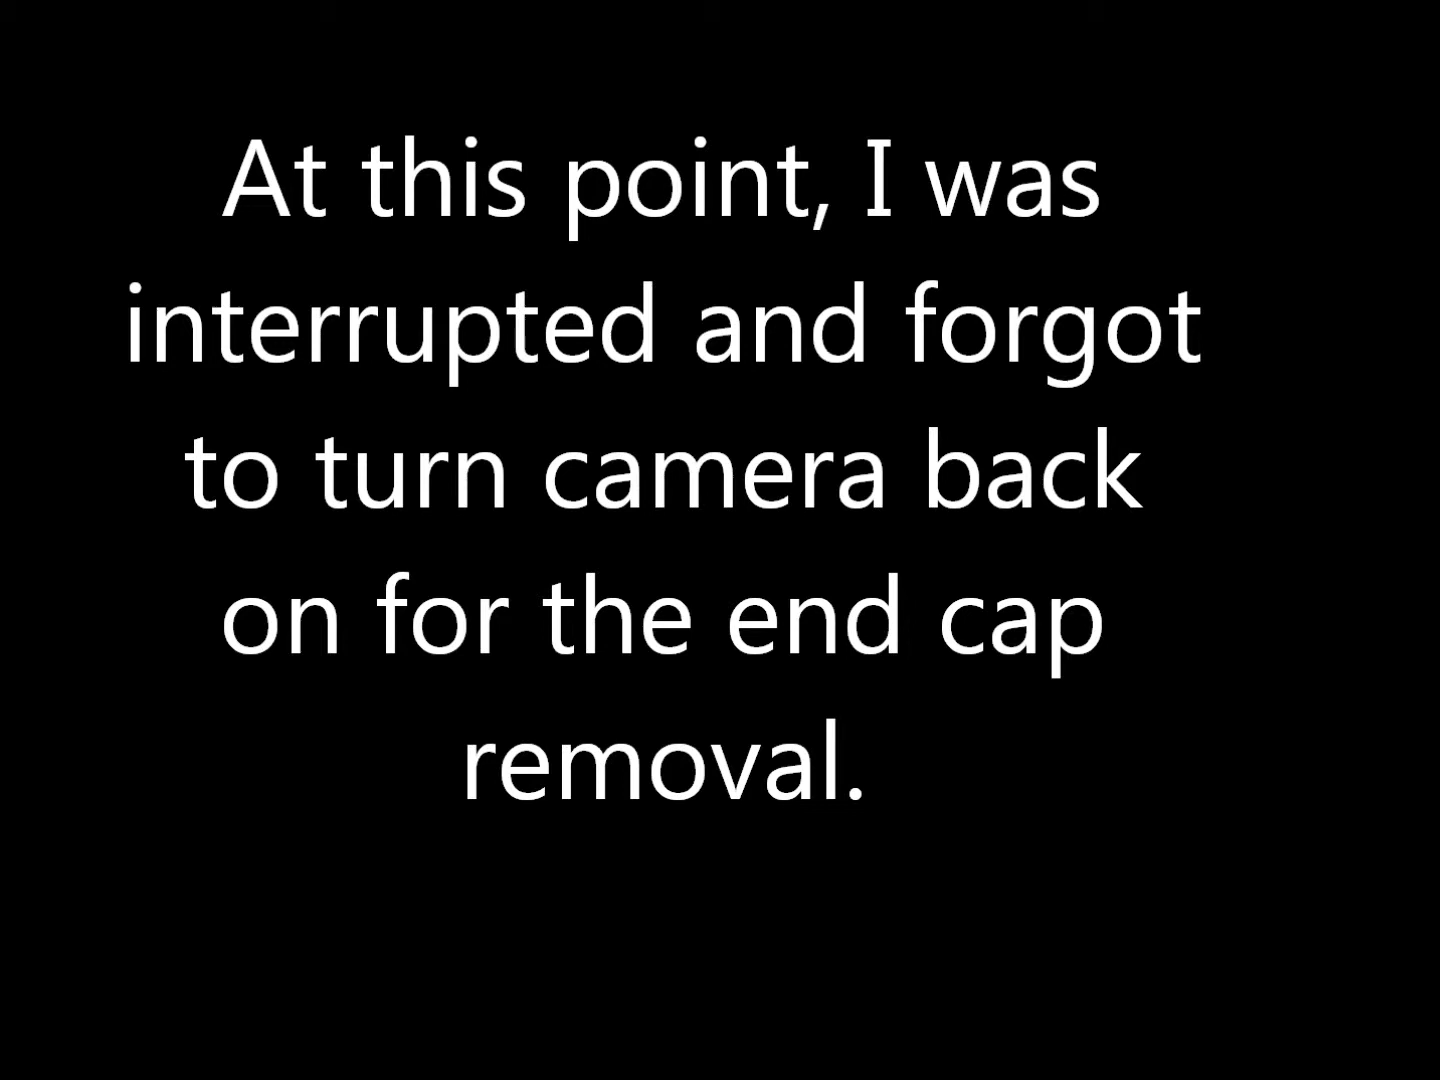 At this point, I was
interrupted and forgot
to turn camera back
on for the end cap
removal.